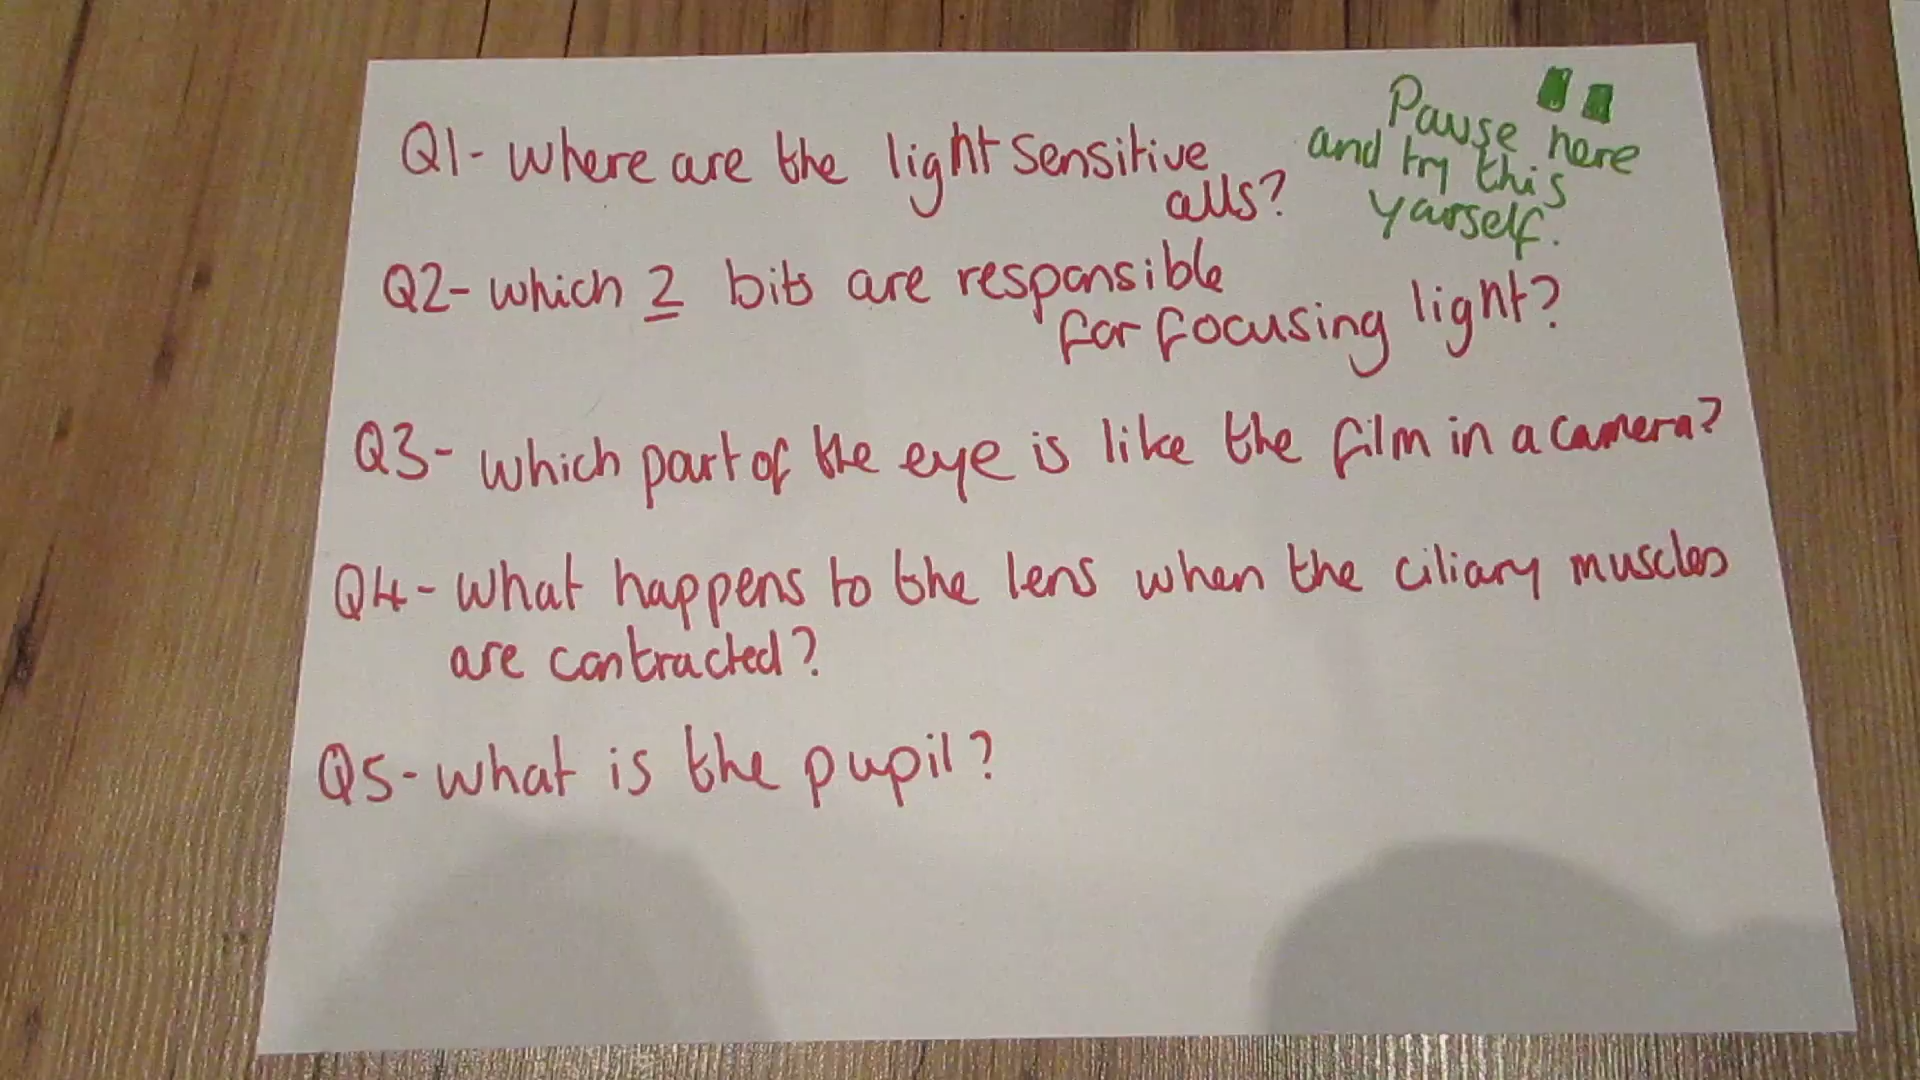 Q1- where are the light sensitive
cells?
Pause here
and try this
yourself.
Q2- which 2 bits are responsible
for focusing light?
Q3- which part of the eye is like the film in a camera?
Q4- what happens to the lens when the ciliary muscles
are contracted?
Q5- what is the pupil?